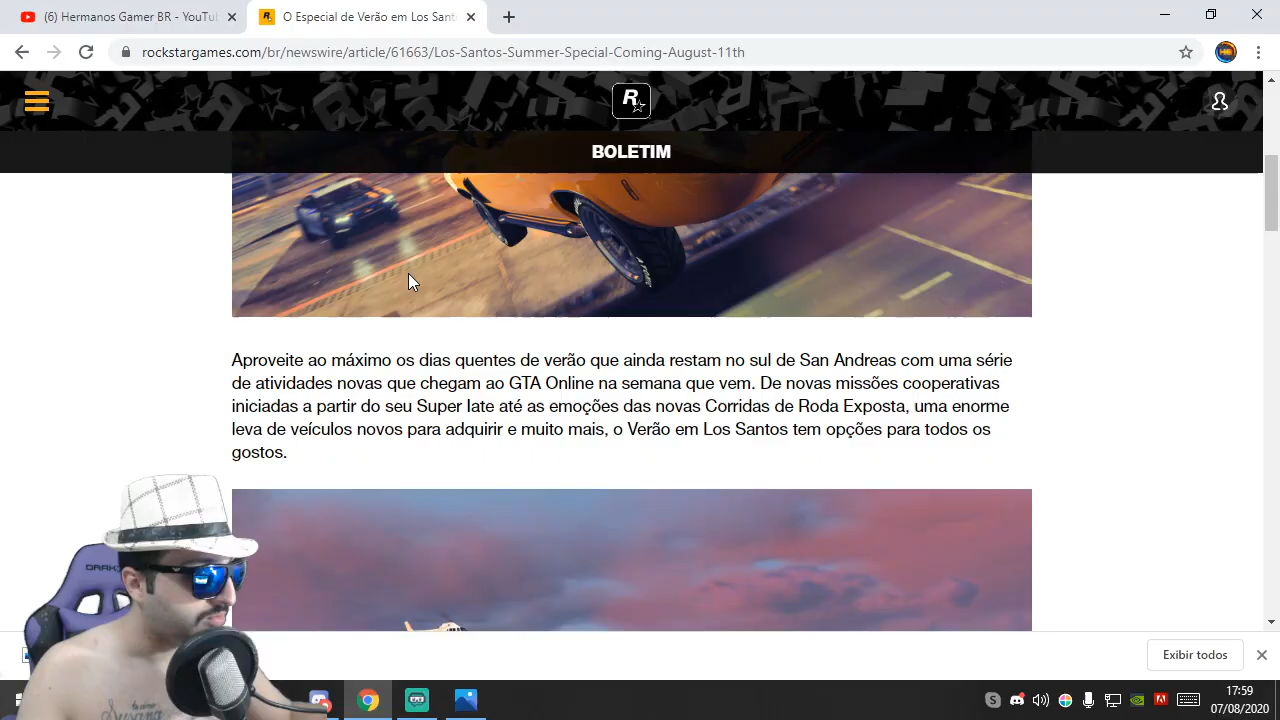 (6) Hermanos Gamer BR - YouTu
O Especial de Verão em Los Sant
rockstargames.com/br/newswire/article/61663/Los-Santos-Summer-Special-Coming-August-11th
R
BOLETIM
Aproveite ao máximo os dias quentes de verão que ainda restam no sul de San Andreas com uma série
de atividades novas que chegam ao GTA Online na semana que vem. De novas missões cooperativas
iniciadas a partir do seu Super Iate até as emoções das novas Corridas de Roda Exposta, uma enorme
leva de veículos novos para adquirir e muito mais, o Verão em Los Santos tem opções para todos os
gostos.
Exibir todos
17:59
07/08/2020